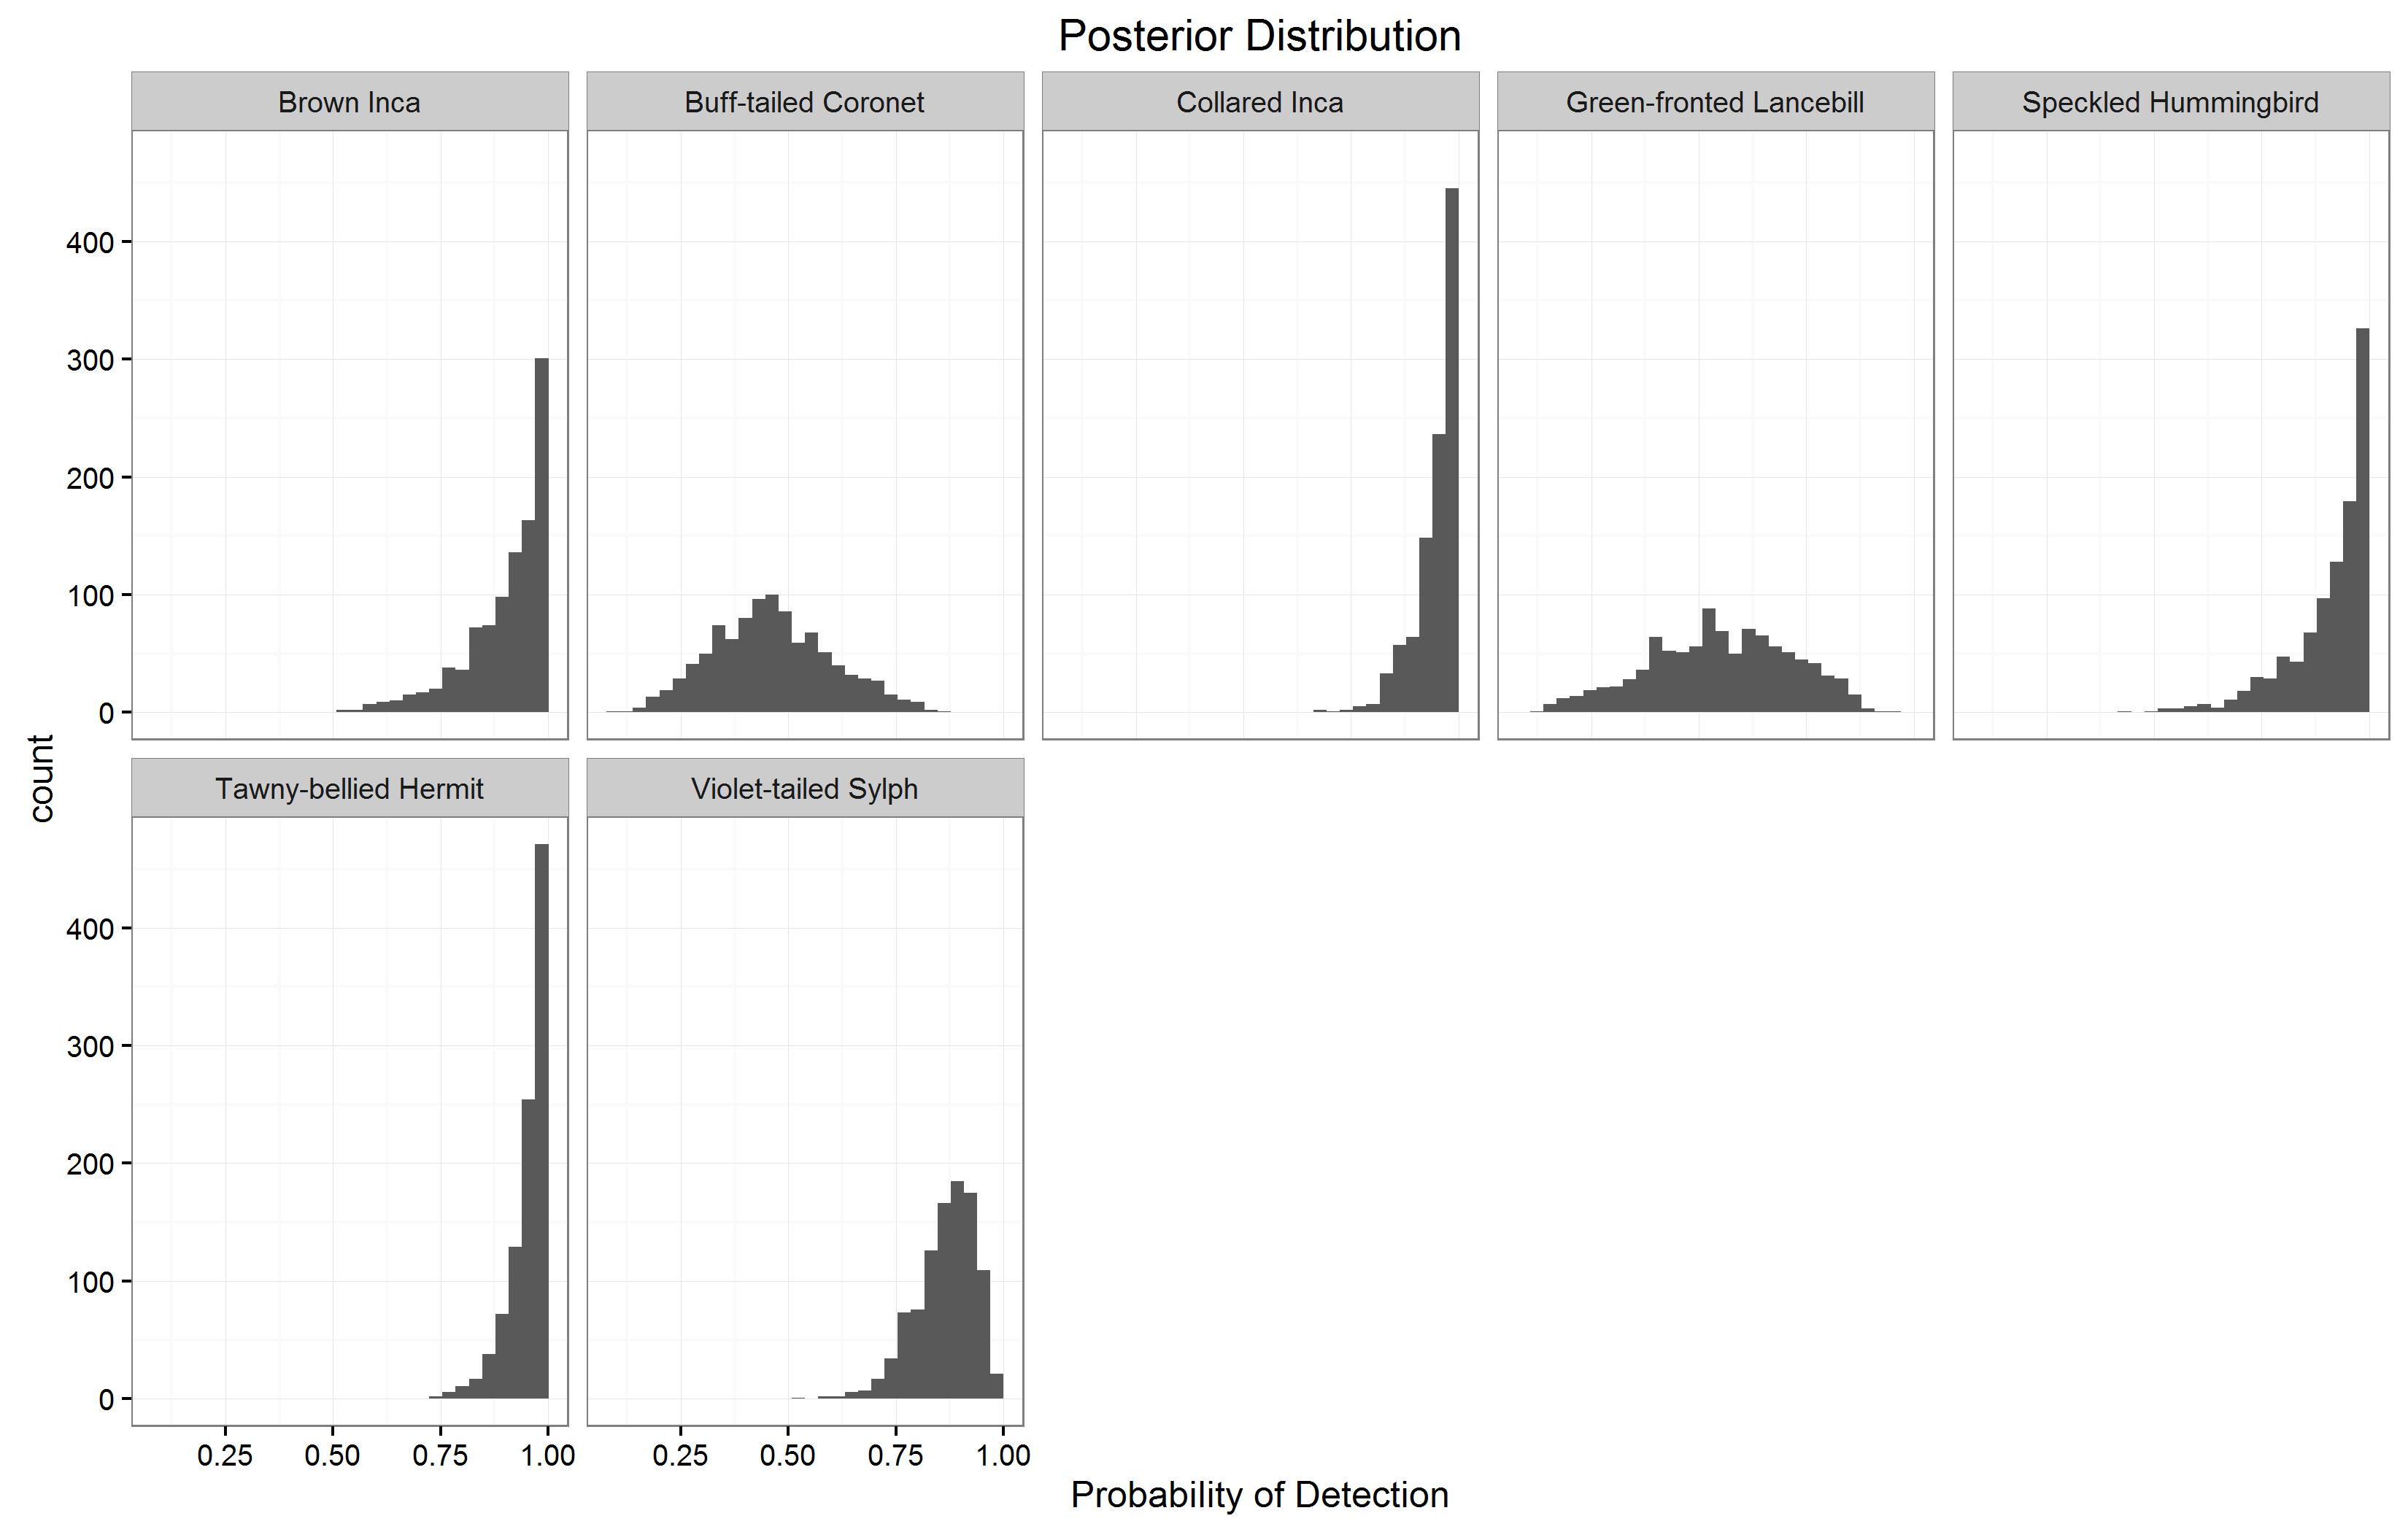 Posterior Distribution
Brown Inca
Buff-tailed Coronet
Collared Inca
Green-fronted Lancebill
Speckled Hummingbird
400
300
200
100
0
count
Tawny-bellied Hermit
Violet-tailed Sylph
400
300
200
100
0
0.25 0.50 0.75 1.00
0.25 0.50 0.75 1.00
Probability of Detection